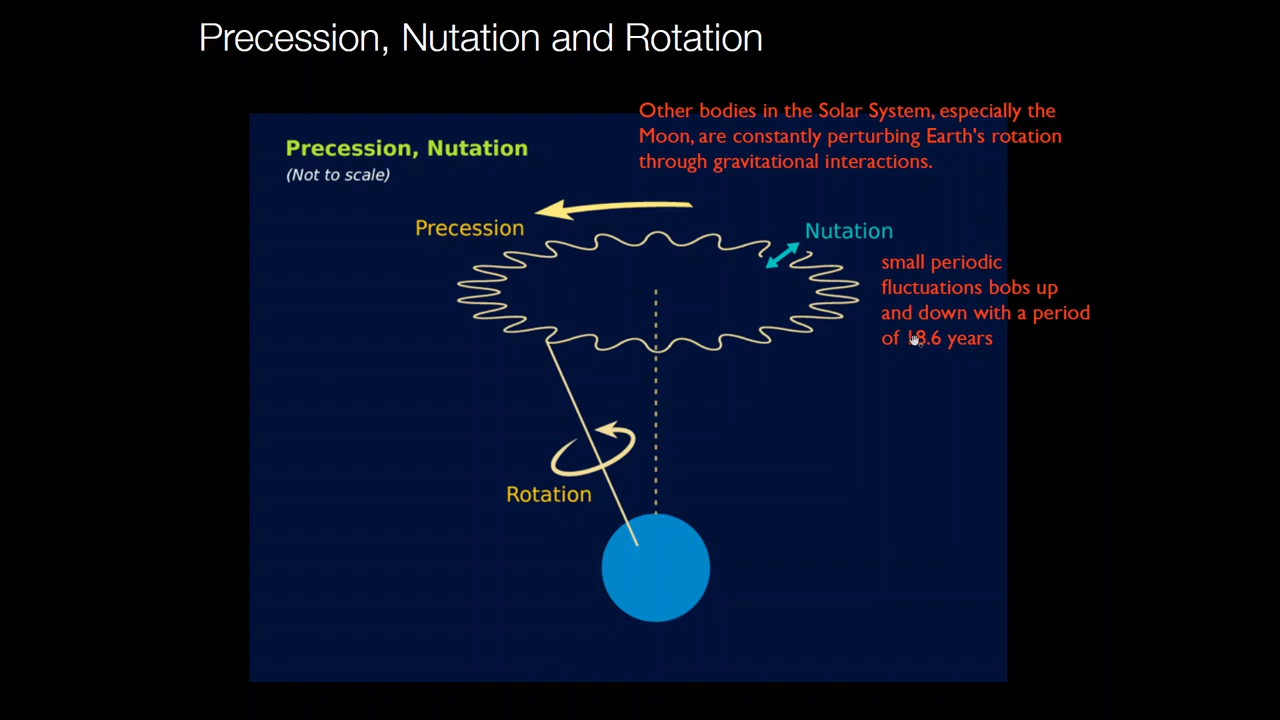 Precession, Nutation and Rotation
Other bodies in the Solar System, especially the
Moon, are constantly perturbing Earth's rotation
through gravitational interactions.
Precession, Nutation
(Not to scale)
Precession
Nutation
small periodic
fluctuations bobs up
and down with a period
of 18.6 years
Rotation